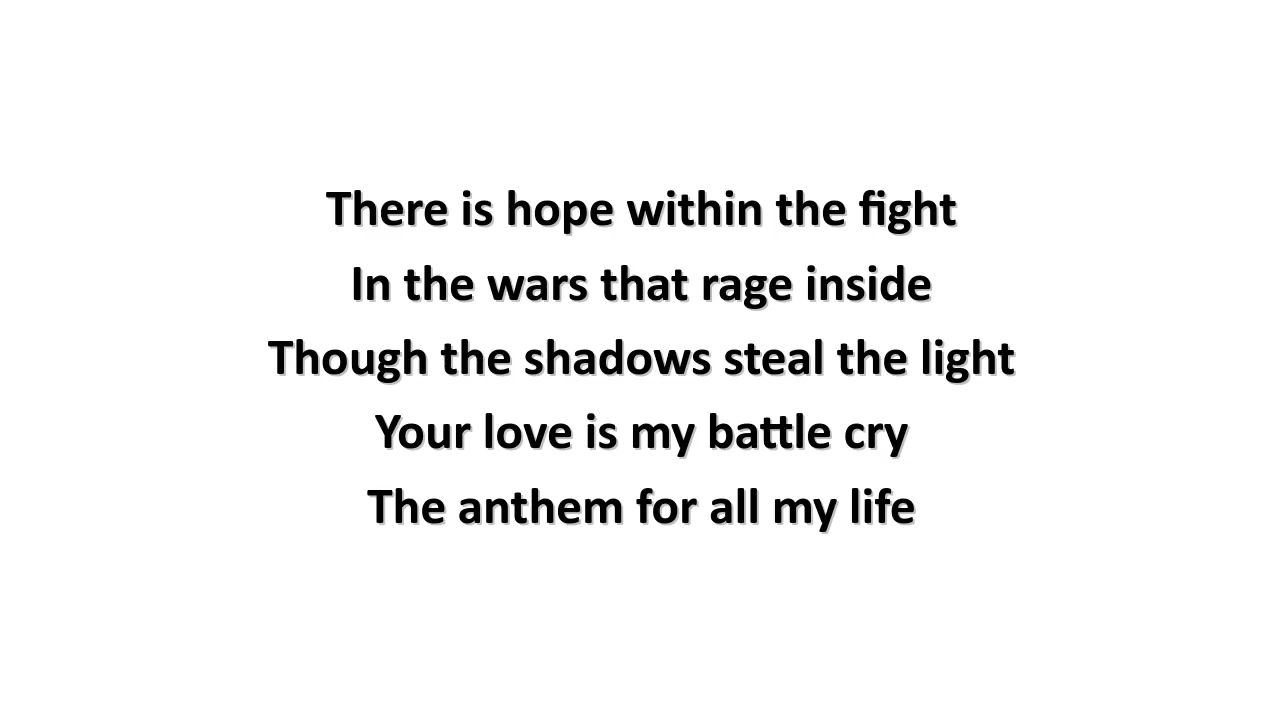 There is hope within the fight
In the wars that rage inside
Though the shadows steal the light
Your love is my battle cry
The anthem for all my life